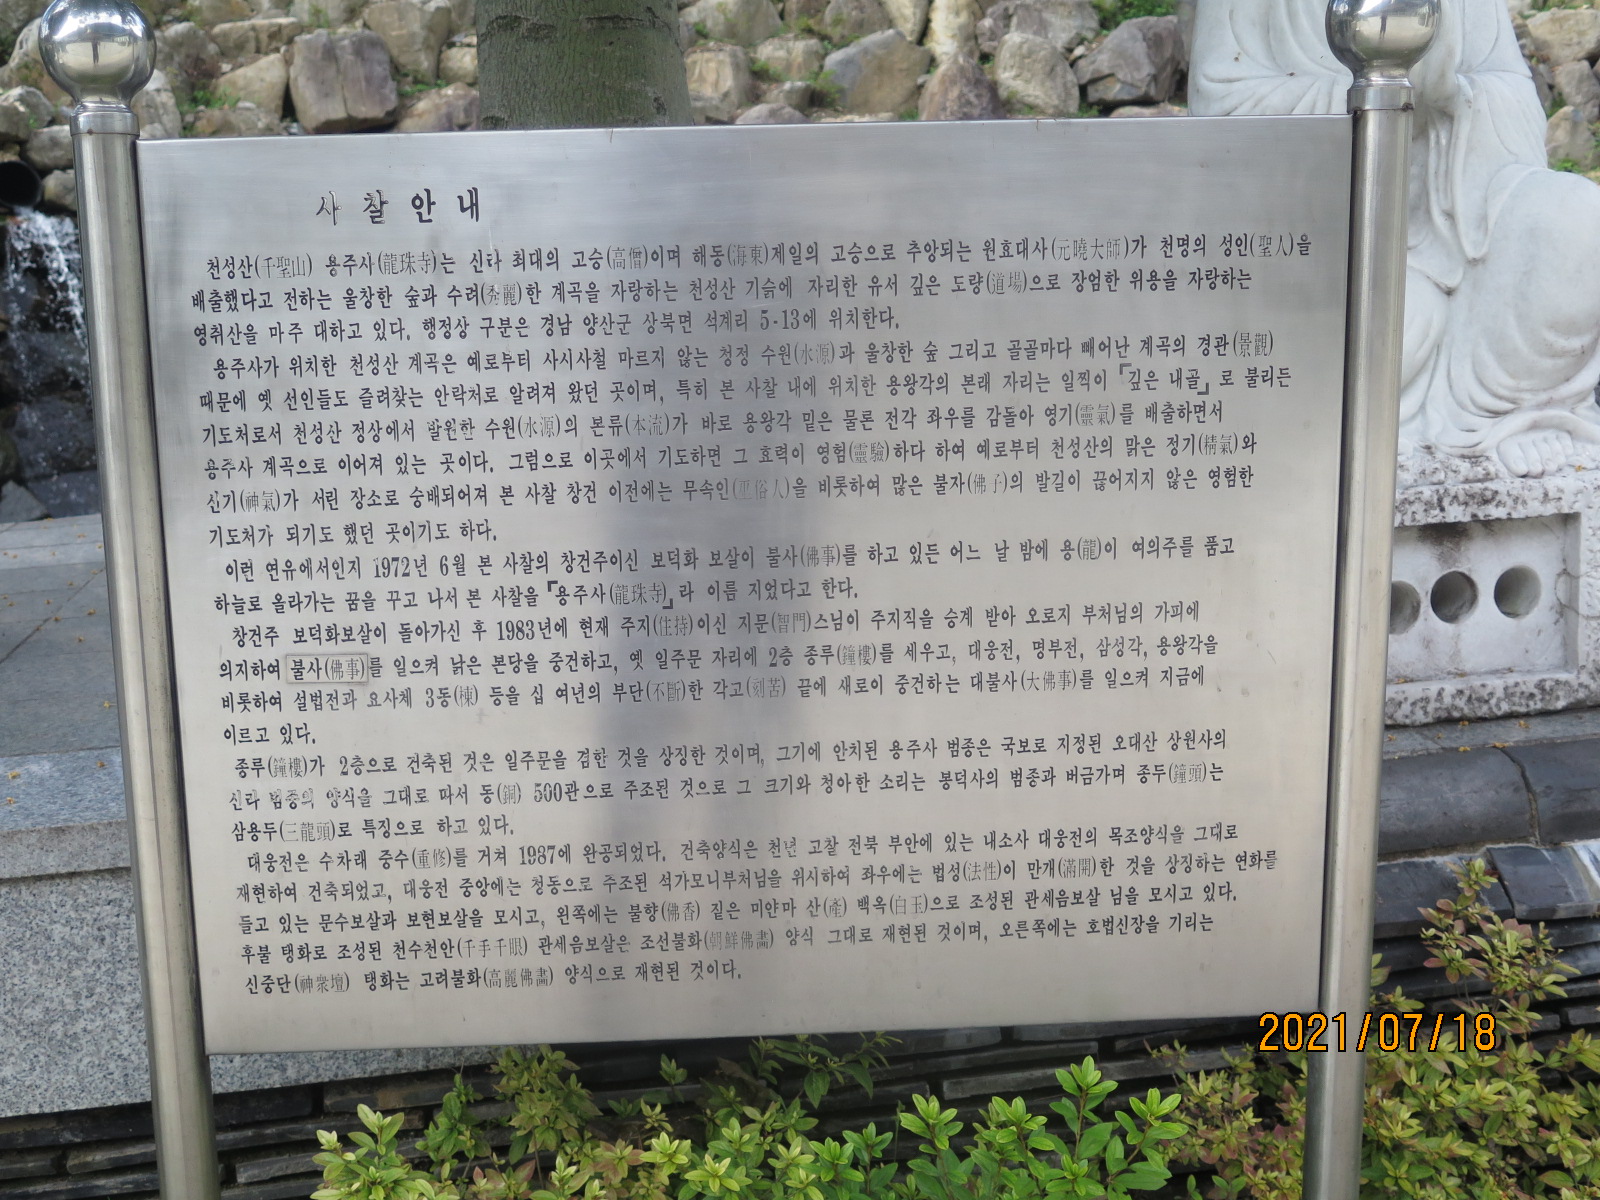 사 찰 안 내
천성산(千聖山) 용주사(龍珠寺)는 신라 최대의 고승(高僧)이며 해동(海東)제일의 고승으로 추앙되는 원효대사(元曉大師)가 천명의 성인(聖人)을
배출했다고 전하는 울창한 숲과 수려(秀麗)한 계곡을 자랑하는 천성산 기슭에 자리한 유서 깊은 도량(道場)으로 장엄한 위용을 자랑하는
영취산을 마주 대하고 있다. 행정상 구분은 경남 양산군 상북면 석계리 5-13에 위치한다.
용주사가 위치한 천성산 계곡은 예로부터 사시사철 마르지 않는 청정 수원(水源)과 울창한 숲 그리고 골골마다 빼어난 계곡의 경관(景觀)
때문에 옛 선인들도 즐려찾는 안락처로 알려져 왔던 곳이며, 특히 본 사찰 내에 위치한 용왕각의 본래 자리는 일찍이 「깊은 내골」로 불리든
기도처로서 천성산 정상에서 발원한 수원(水源)의 본류(本流)가 바로 용왕각 밑은 물론 전각 좌우를 감돌아 영기(靈氣)를 배출하면서
용주사 계곡으로 이어져 있는 곳이다. 그럼으로 이곳에서 기도하면 그 효력이 영험(靈驗)하다 하여 예로부터 천성산의 맑은 정기(精氣)와
신기(神氣)가 서린 장소로 숭배되어져 본 사찰 창건 이전에는 무속인(巫俗人)을 비롯하여 많은 불자(佛子)의 발길이 끊어지지 않은 영험한
기도처가 되기도 했던 곳이기도 하다.
이런 연유에서인지 1972년 6월 본 사찰의 창건주이신 보덕화 보살이 불사(佛事)를 하고 있든 어느 날 밤에 용(龍)이 여의주를 품고
하늘로 올라가는 꿈을 꾸고 나서 본 사찰을 「용주사(龍珠寺)」라 이름 지었다고 한다.
창건주 보덕화보살이 돌아가신 후 1983년에 현재 주지(住持)이신 지문(智門)스님이 주지직을 승계 받아 오로지 부처님의 가피에
의지하여 불사(佛事)를 일으켜 낡은 본당을 중건하고, 옛 일주문 자리에 2층 종루(鐘樓)를 세우고, 대웅전, 명부전, 삼성각, 용왕각을
비롯하여 설법전과 요사체 3동(棟) 등을 십 여년의 부단(不斷)한 각고(刻苦) 끝에 새로이 중건하는 대불사(大佛事)를 일으켜 지금에
이르고 있다.
종루(鐘樓)가 2층으로 건축된 것은 일주문을 겸한 것을 상징한 것이며, 그기에 안치된 용주사 범종은 국보로 지정된 오대산 상원사의
신라 범종의 양식을 그대로 따서 동(銅) 500관으로 주조된 것으로 그 크기와 청아한 소리는 봉덕사의 범종과 버금가며 종두(鐘頭)는
삼용두(三龍頭)로 특징으로 하고 있다.
대웅전은 수차래 중수(重修)를 거쳐 1987에 완공되었다. 건축양식은 천년 고찰 전북 부안에 있는 내소사 대웅전의 목조양식을 그대로
재현하여 건축되었고, 대웅전 중앙에는 청동으로 주조된 석가모니부처님을 위시하여 좌우에는 법성(法性)이 만개(滿開)한 것을 상징하는 연화를
들고 있는 문수보살과 보현보살을 모시고, 왼쪽에는 불향(佛香) 짙은 미얀마 산(産) 백옥(白玉)으로 조성된 관세음보살 님을 모시고 있다.
후불 탱화로 조성된 천수천안(千手千眼) 관세음보살은 조선불화(朝鮮佛畵) 양식 그대로 재현된 것이며, 오른쪽에는 호법신장을 기리는
신중단(神衆壇) 탱화는 고려불화(高麗佛畵) 양식으로 재현된 것이다.
2021/07/18